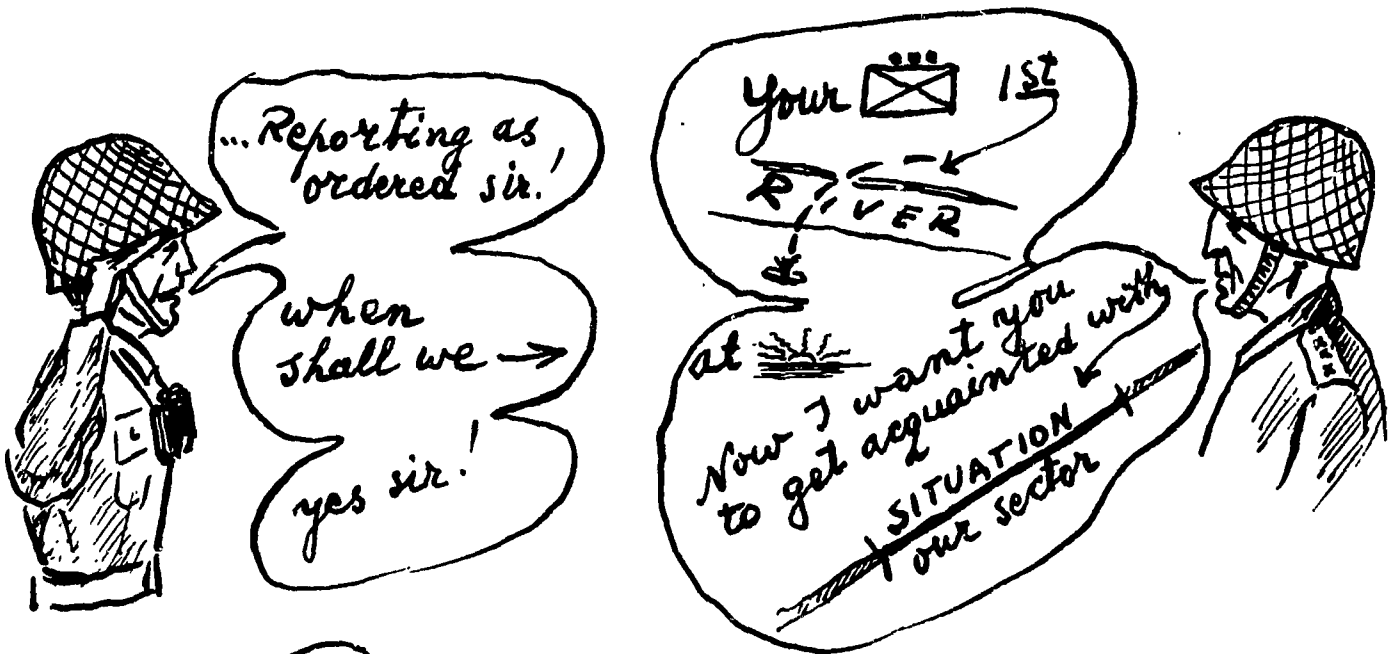 ...Reporting as
ordered sir!
Your 1st
RIVER
when
shall we
at
yes sir!
Now I want you
to get acquainted with
SITUATION
our sector